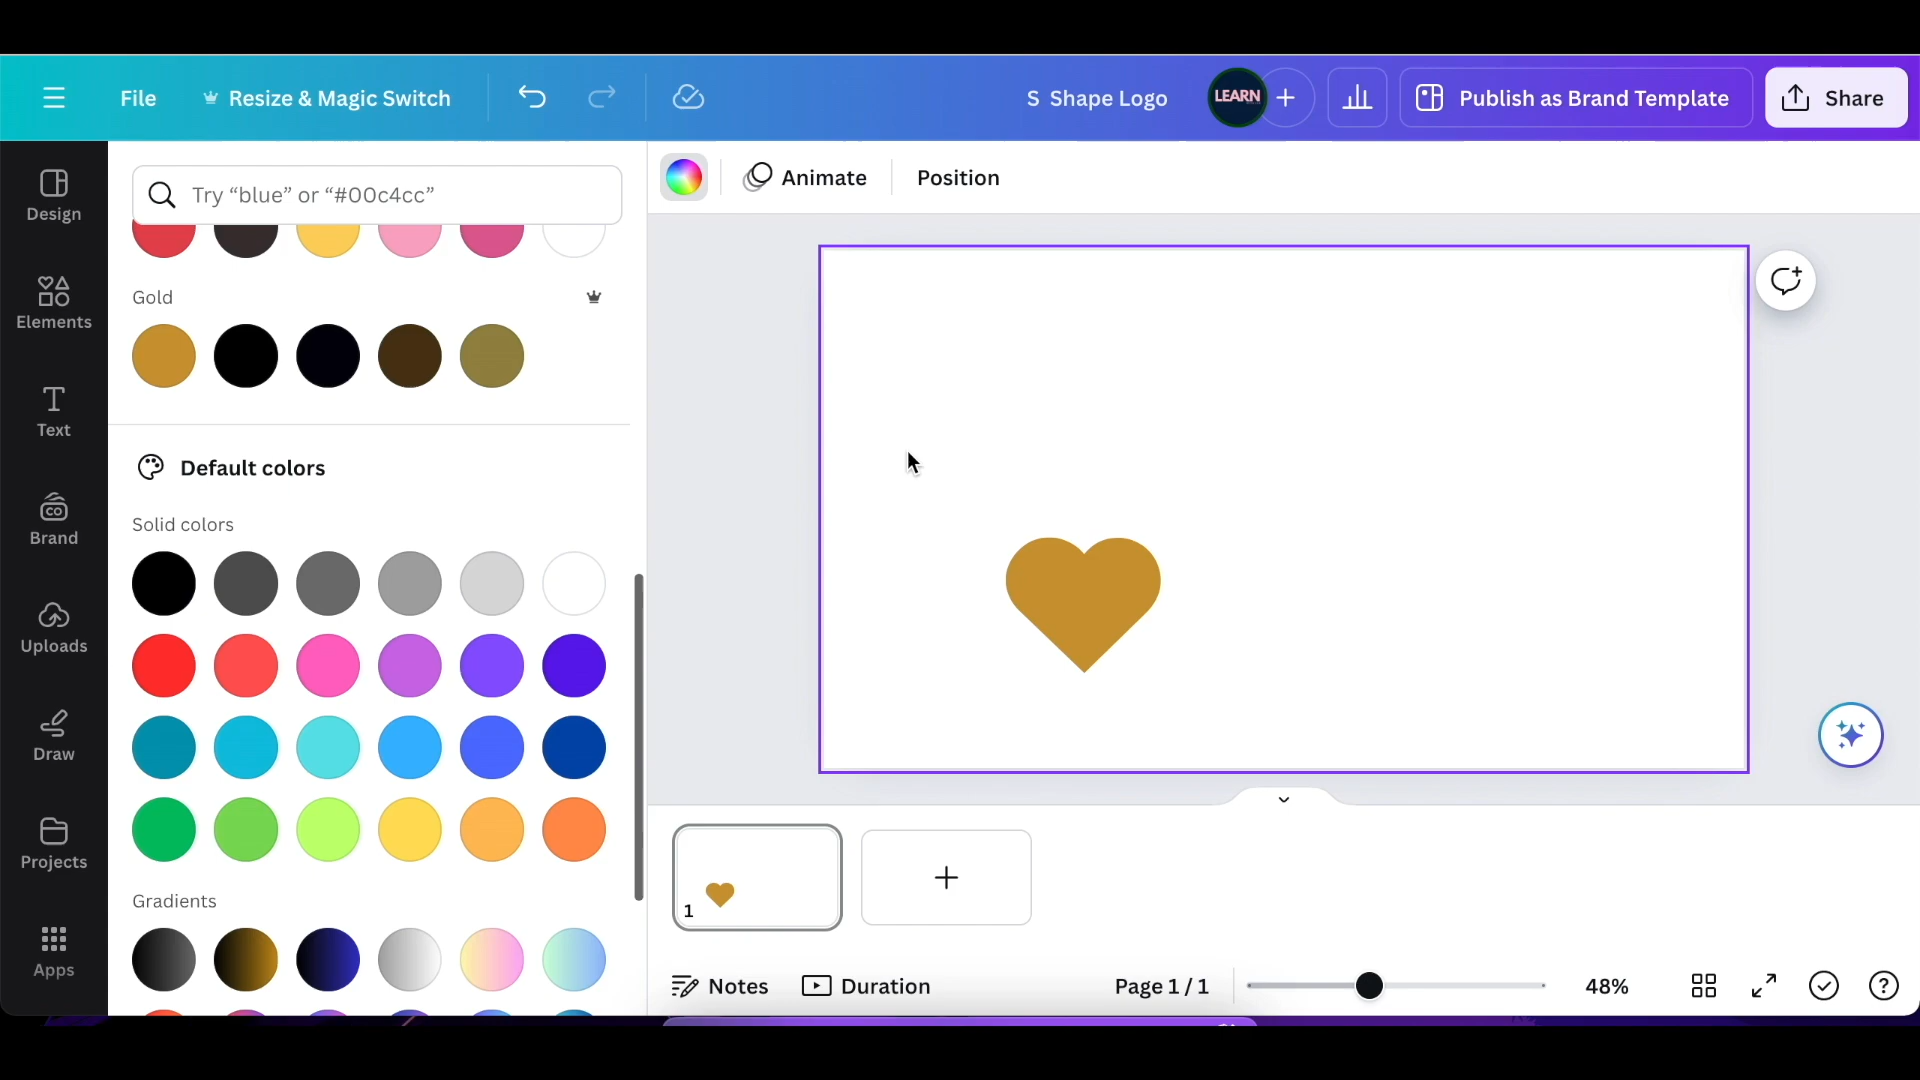 File
Resize & Magic Switch
S Shape Logo
LEARN
Publish as Brand Template
Share
Design
Elements
Text
Brand
Uploads
Draw
Projects
Apps
Try “blue” or “#00c4cc”
Gold
Default colors
Solid colors
Gradients
Animate
Position
CO
1
Notes
Duration
Page 1 / 1
48%